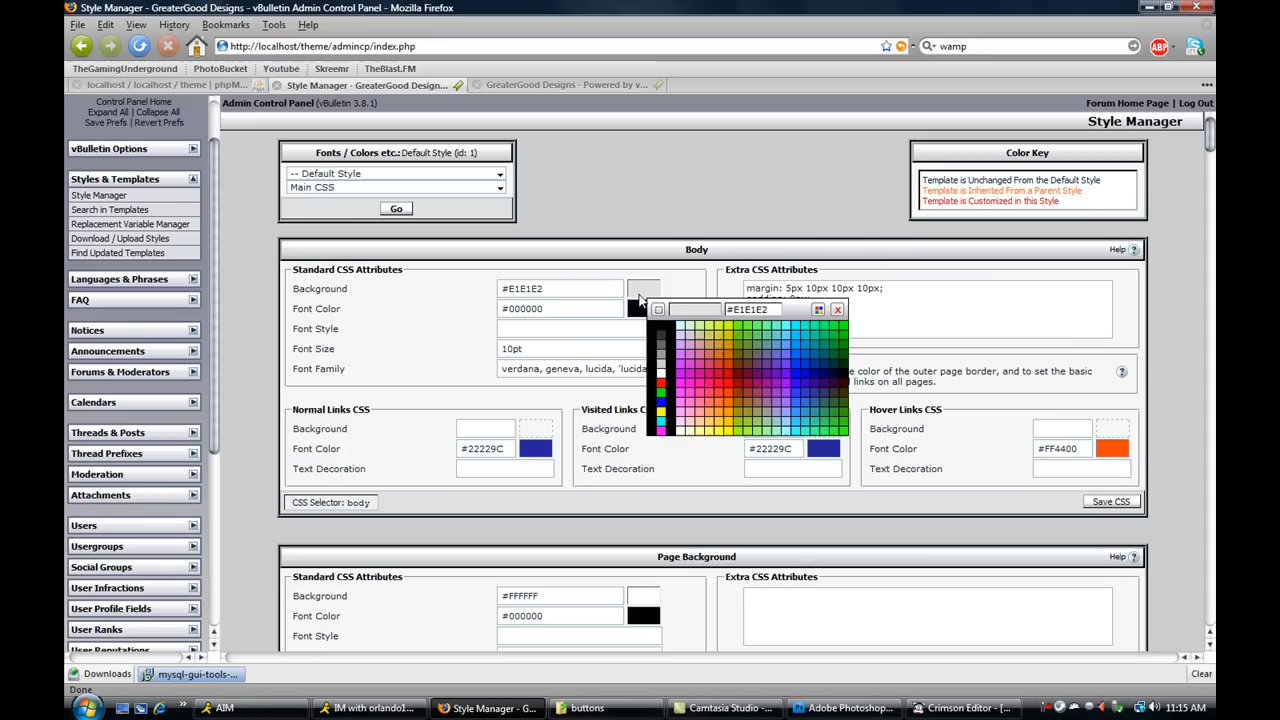 Style Manager - GreaterGood Designs - vBulletin Admin Control Panel - Mozilla Firefox
File Edit View History Bookmarks Tools Help
http://localhost/theme/admincp/index.php
wamp
ABP
TheGamingUnderground PhotoBucket Youtube Skreemr TheBlast.FM
localhost / localhost / theme | phpM...
Style Manager - GreaterGood Design...
GreaterGood Designs - Powered by v...
Control Panel Home
Expand All | Collapse All
Save Prefs | Revert Prefs
vBulletin Options
Styles & Templates
Style Manager
Search in Templates
Replacement Variable Manager
Download / Upload Styles
Find Updated Templates
Languages & Phrases
FAQ
Notices
Announcements
Forums & Moderators
Calendars
Threads & Posts
Thread Prefixes
Moderation
Attachments
Users
Usergroups
Social Groups
User Infractions
User Profile Fields
User Ranks
User Reputations
Admin Control Panel (vBulletin 3.8.1)
Forum Home Page | Log Out
Style Manager
Fonts / Colors etc.: Default Style (id: 1)
-- Default Style
Main CSS
Go
Color Key
Template is Unchanged From the Default Style
Template is Inherited From a Parent Style
Template is Customized in this Style
Body
Help
Standard CSS Attributes
Background #E1E1E2
Font Color #000000
Font Style
Font Size 10pt
Font Family verdana, geneva, lucida, 'lucida
Extra CSS Attributes
margin: 5px 10px 10px 10px;
#E1E1E2
color of the outer page border, and to set the basic
links on all pages.
Normal Links CSS
Background
Font Color #22229C
Text Decoration
Visited Links
Background
Font Color #22229C
Text Decoration
Hover Links CSS
Background
Font Color #FF4400
Text Decoration
CSS Selector: body
Save CSS
Page Background
Help
Standard CSS Attributes
Background #FFFFFF
Font Color #000000
Font Style
Extra CSS Attributes
Downloads
mysql-gui-tools-...
Clear
Done
AIM
IM with orlando1...
Style Manager - G...
buttons
Camtasia Studio -...
Adobe Photoshop...
Crimson Editor - [...
11:15 AM